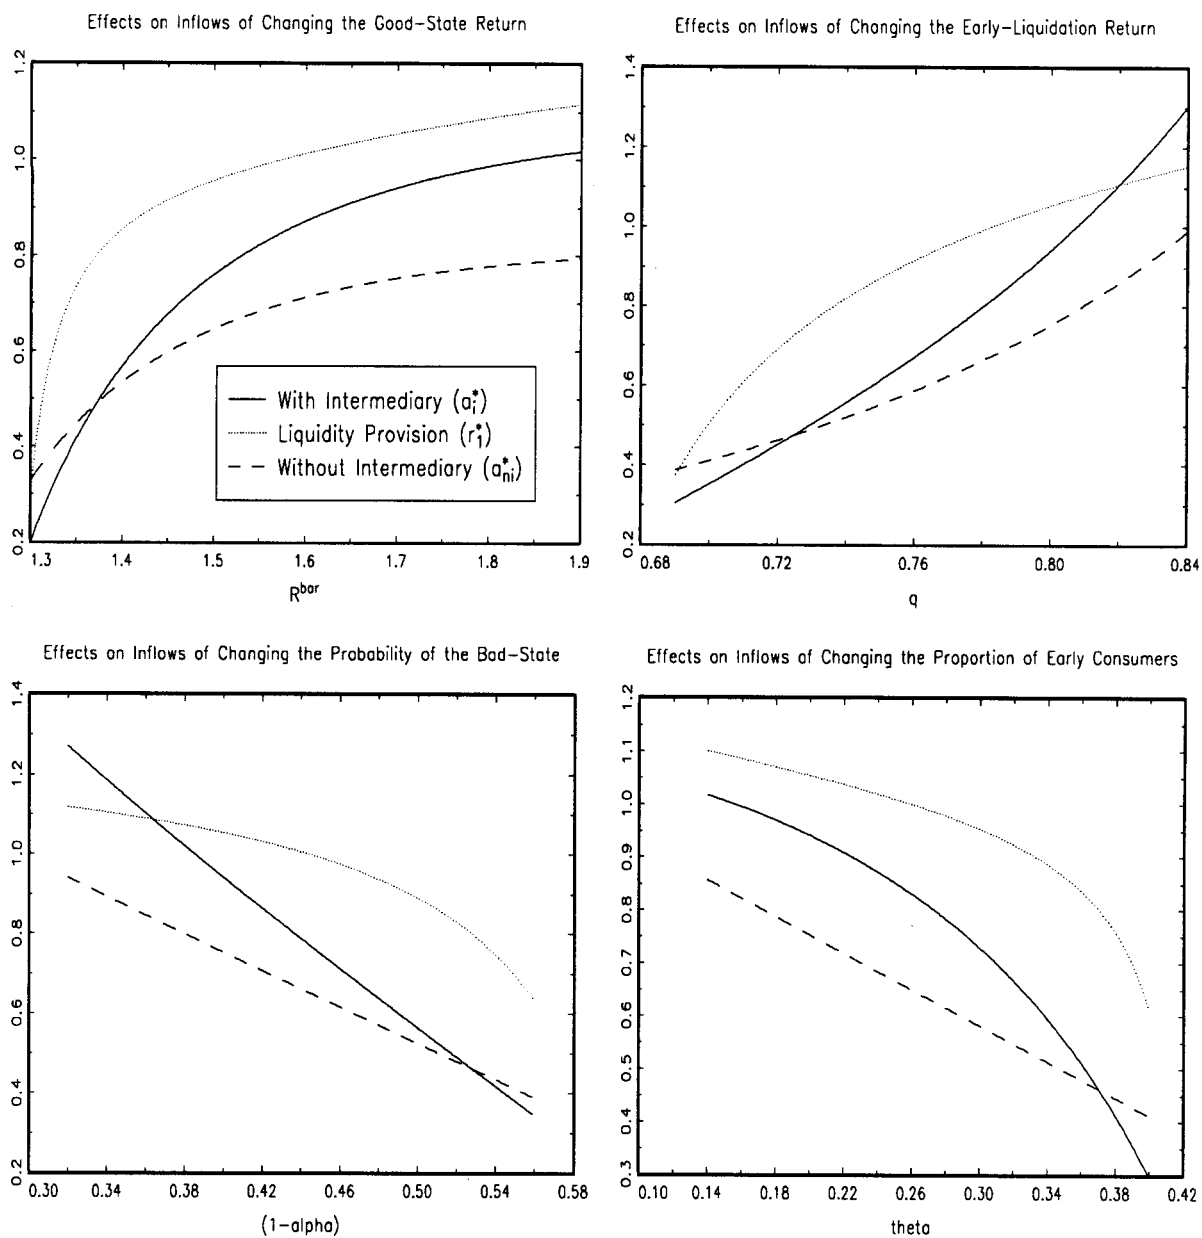 Effects on Inflows of Changing the Good-State Return
1.2
1.0
0.8
0.6
0.4
0.2
With Intermediary (a*i)
Liquidity Provision (r*1)
Without Intermediary (a*ni)
1.3 1.4 1.5 1.6 1.7 1.8 1.9
Rbar
Effects on Inflows of Changing the Early-Liquidation Return
1.4
1.2
1.0
0.8
0.6
0.4
0.2
0.68 0.72 0.76 0.80 0.84
q
Effects on Inflows of Changing the Probability of the Bad-State
1.4
1.2
1.0
0.8
0.6
0.4
0.2
0.30 0.34 0.38 0.42 0.46 0.50 0.54 0.58
(1-alpha)
Effects on Inflows of Changing the Proportion of Early Consumers
1.2
1.1
1.0
0.9
0.8
0.7
0.6
0.5
0.4
0.3
0.10 0.14 0.18 0.22 0.26 0.30 0.34 0.38 0.42
theta